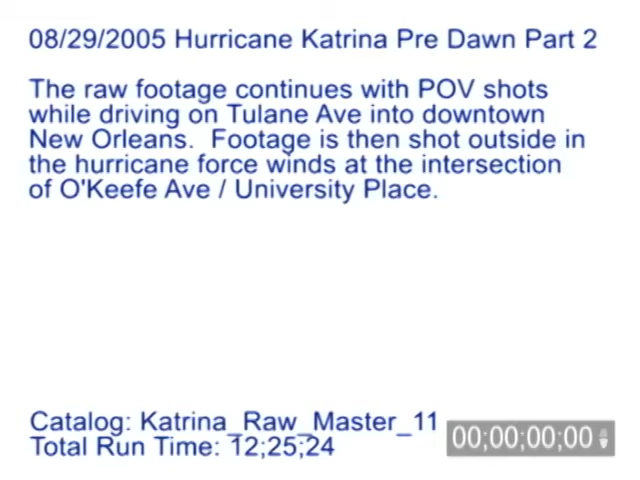 08/29/2005 Hurricane Katrina Pre Dawn Part 2
The raw footage continues with POV shots
while driving on Tulane Ave into downtown
New Orleans.  Footage is then shot outside in
the hurricane force winds at the intersection
of O'Keefe Ave / University Place.
Catalog: Katrina_Raw_Master_11
Total Run Time: 12;25;24
00;00;00;00